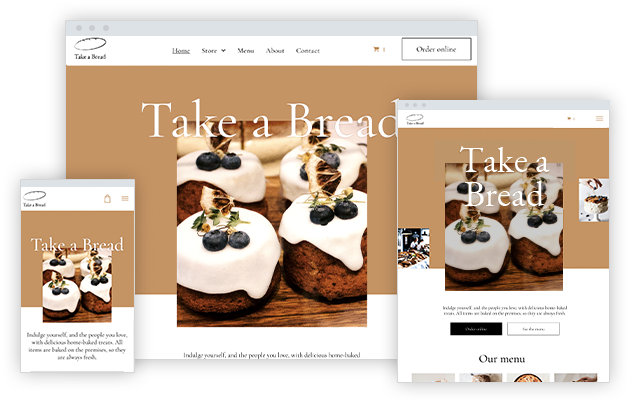 Take a Bread
Home Store Menu About Contact
1
Order online
Take a Bread
Indulge yourself, and the people you love, with delicious home-baked
Take a Bread
Take a
Bread
Indulge yourself, and the people you love, with delicious home-baked
treats. All items are baked on the premises, so they are always fresh.
Order online
See the menu
Our menu
Take a Bread
Take a Bread
Indulge yourself, and the people you love,
with delicious home-baked treats. All
items are baked on the premises, so they
are always fresh.